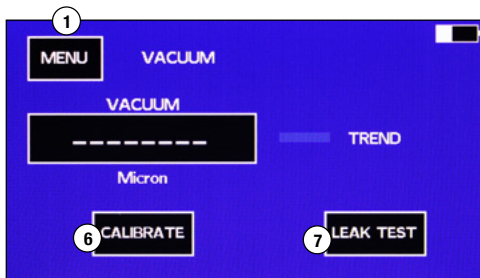 1
MENU VACUUM
VACUUM
--------
TREND
Micron
6 CALIBRATE
7 LEAK TEST